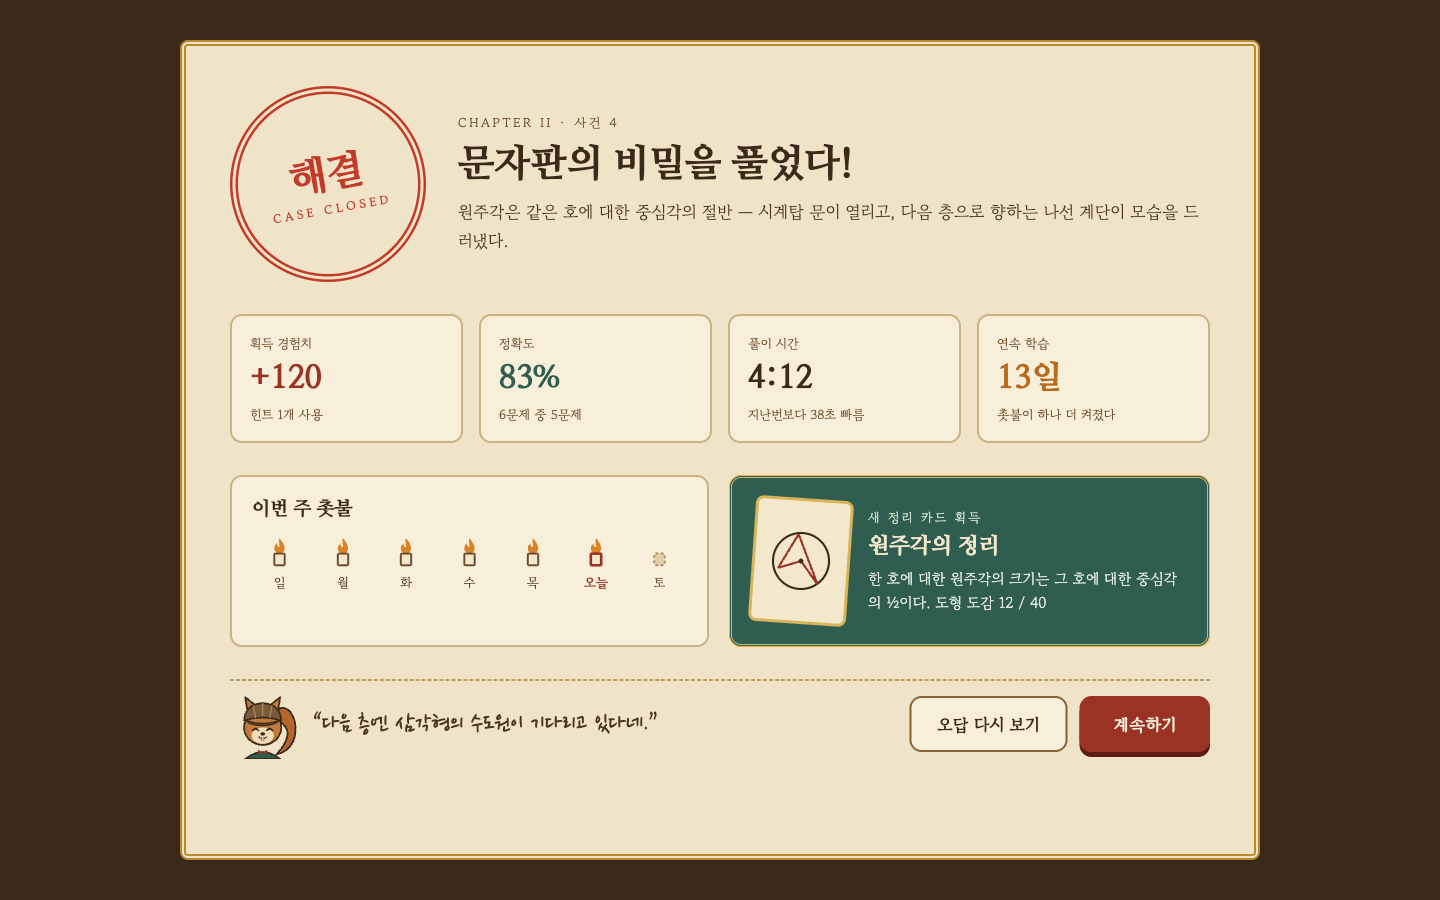 해결
CASE CLOSED
CHAPTER II · 사건 4
문자판의 비밀을 풀었다!
원주각은 같은 호에 대한 중심각의 절반 — 시계탑 문이 열리고, 다음 층으로 향하는 나선 계단이 모습을 드
러냈다.
획득 경험치
+120
힌트 1개 사용
정확도
83%
6문제 중 5문제
풀이 시간
4:12
지난번보다 38초 빠름
연속 학습
13일
촛불이 하나 더 켜졌다
이번 주 촛불
일 월 화 수 목 오늘 토
새 정리 카드 획득
원주각의 정리
한 호에 대한 원주각의 크기는 그 호에 대한 중심각
의 ½이다. 도형 도감 12 / 40
“다음 층엔 삼각형의 수도원이 기다리고 있다네.”
오답 다시 보기
계속하기